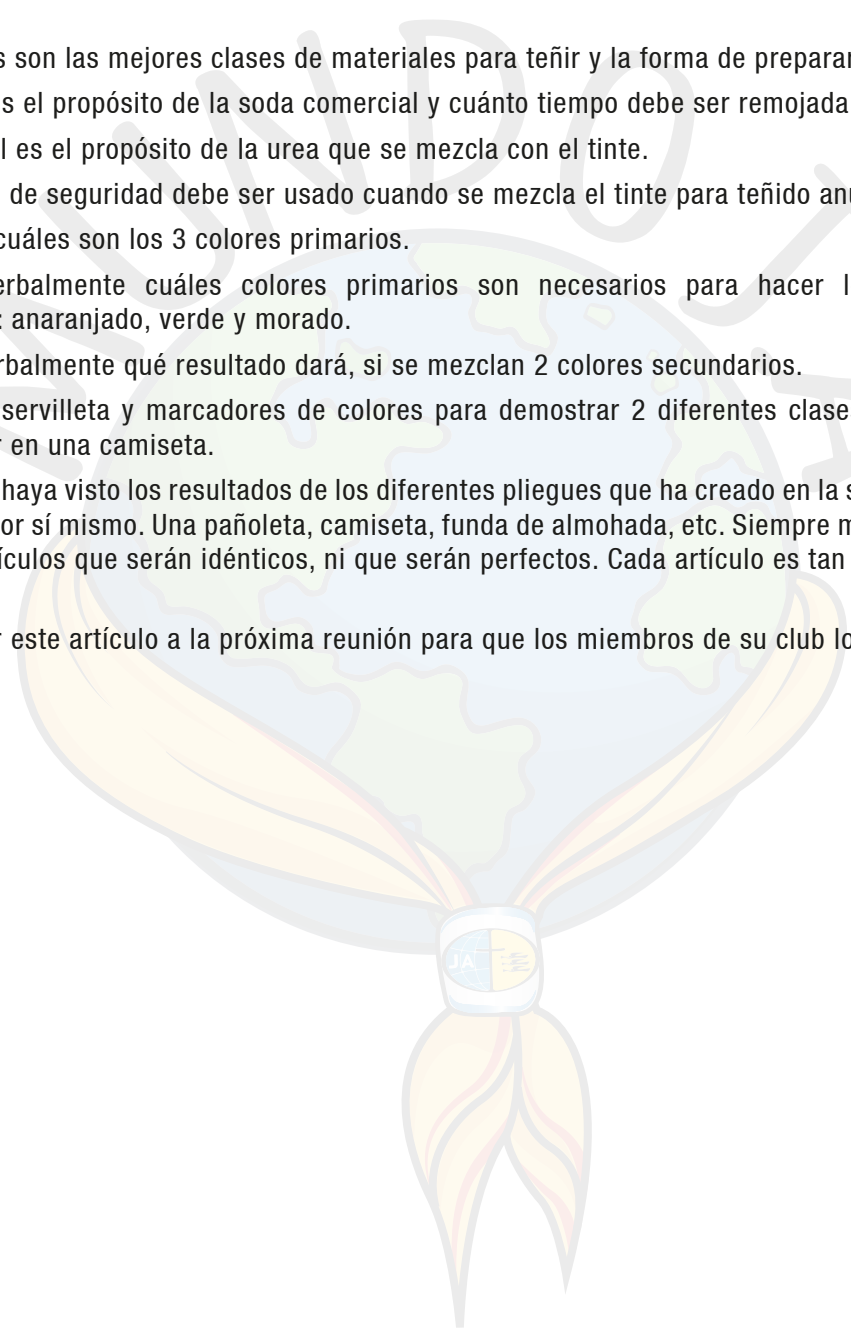 s son las mejores clases de materiales para teñir y la forma de preparar
s el propósito de la soda comercial y cuánto tiempo debe ser remojada
l es el propósito de la urea que se mezcla con el tinte.
de seguridad debe ser usado cuando se mezcla el tinte para teñido anu
cuáles son los 3 colores primarios.
erbalmente cuáles colores primarios son necesarios para hacer l
: anaranjado, verde y morado.
rbalmente qué resultado dará, si se mezclan 2 colores secundarios.
servilleta y marcadores de colores para demostrar 2 diferentes clase
r en una camiseta.
haya visto los resultados de los diferentes pliegues que ha creado en la s
or sí mismo. Una pañoleta, camiseta, funda de almohada, etc. Siempre m
ículos que serán idénticos, ni que serán perfectos. Cada artículo es tan
r este artículo a la próxima reunión para que los miembros de su club lo
MUNDO J
A
JA